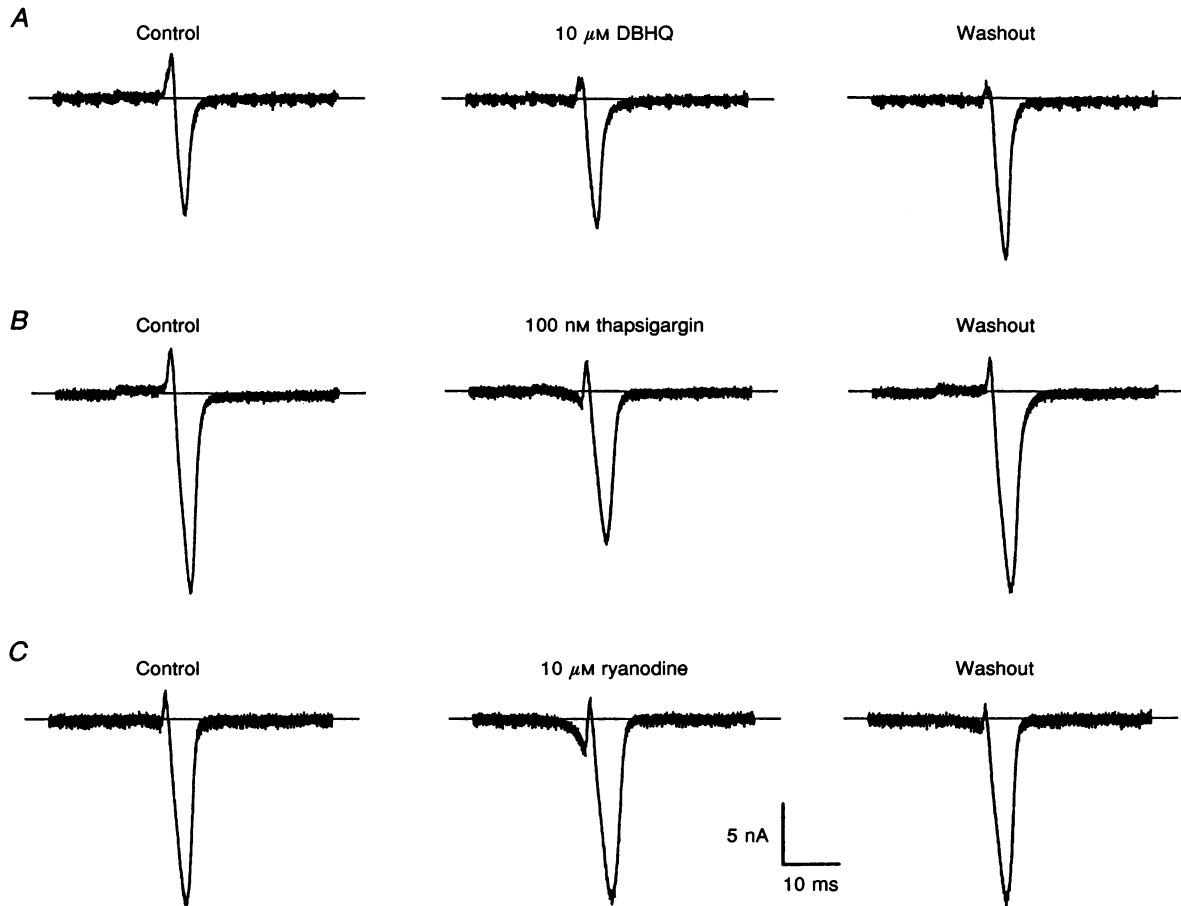 A
Control
10 μM DBHQ
Washout
B
Control
100 nM thapsigargin
Washout
C
Control
10 μM ryanodine
Washout
5 nA
10 ms